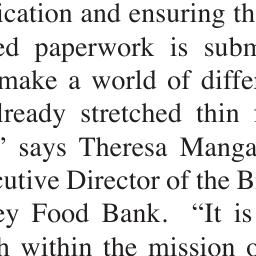 ication and ensuring th
ed paperwork is subm
make a world of differ
lready stretched thin
” says Theresa Manga
cutive Director of the B
ey Food Bank. “It is
h within the mission o